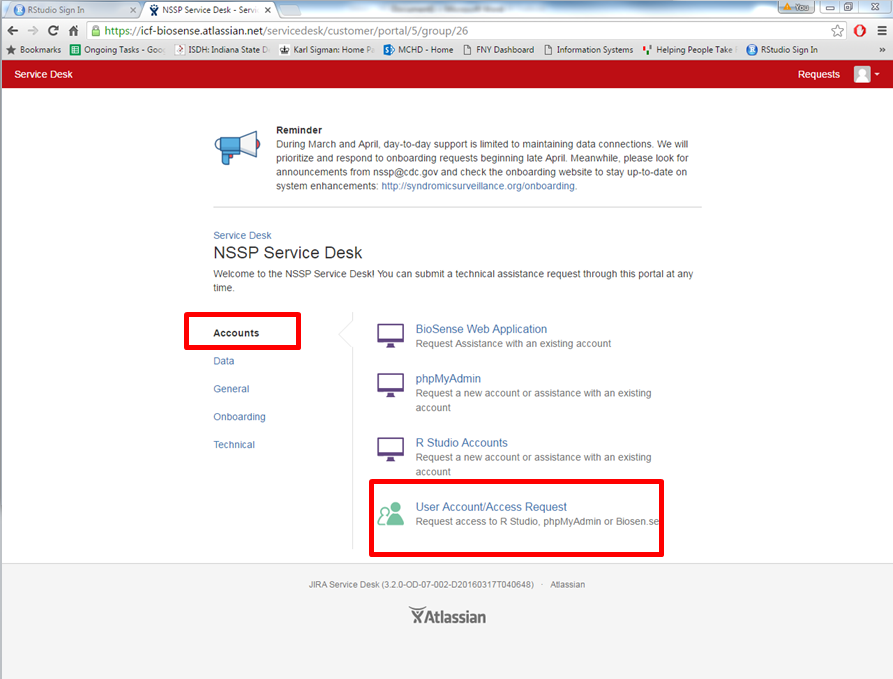 RStudio Sign In
NSSP Service Desk - Servi
You
https://icf-biosense.atlassian.net/servicedesk/customer/portal/5/group/26
Bookmarks
Ongoing Tasks - Goo
ISDH: Indiana State D
Karl Sigman: Home P
MCHD - Home
FNY Dashboard
Information Systems
Helping People Take
RStudio Sign In
»
Service Desk
Requests
Reminder
During March and April, day-to-day support is limited to maintaining data connections. We will
prioritize and respond to onboarding requests beginning late April. Meanwhile, please look for
announcements from nssp@cdc.gov and check the onboarding website to stay up-to-date on
system enhancements: http://syndromicsurveillance.org/onboarding.
Service Desk
NSSP Service Desk
Welcome to the NSSP Service Desk! You can submit a technical assistance request through this portal at any
time.
Accounts
Data
General
Onboarding
Technical
BioSense Web Application
Request Assistance with an existing account
phpMyAdmin
Request a new account or assistance with an existing
account
R Studio Accounts
Request a new account or assistance with an existing
account
User Account/Access Request
Request access to R Studio, phpMyAdmin or Biosen.se
JIRA Service Desk (3.2.0-OD-07-002-D20160317T040648) · Atlassian
Atlassian